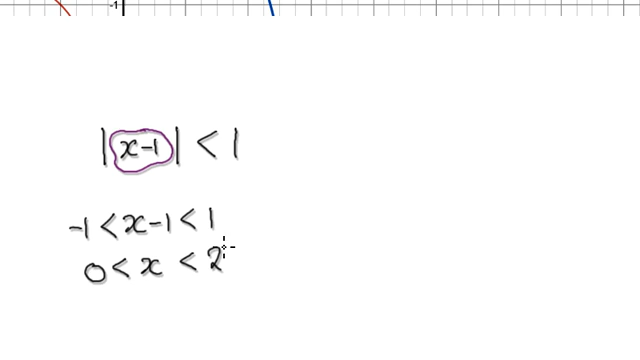 -1
|x-1| < 1
-1 < x-1 < 1
0 < x < 2